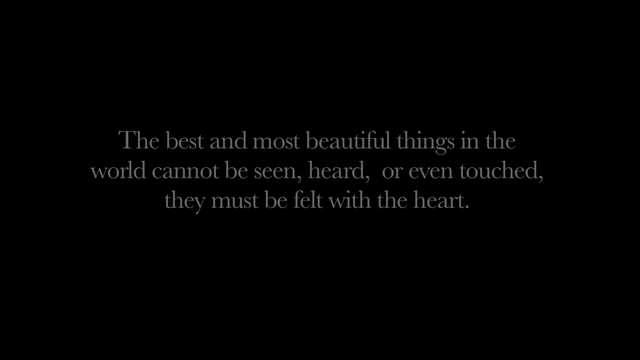 The best and most beautiful things in the
world cannot be seen, heard,  or even touched,
they must be felt with the heart.